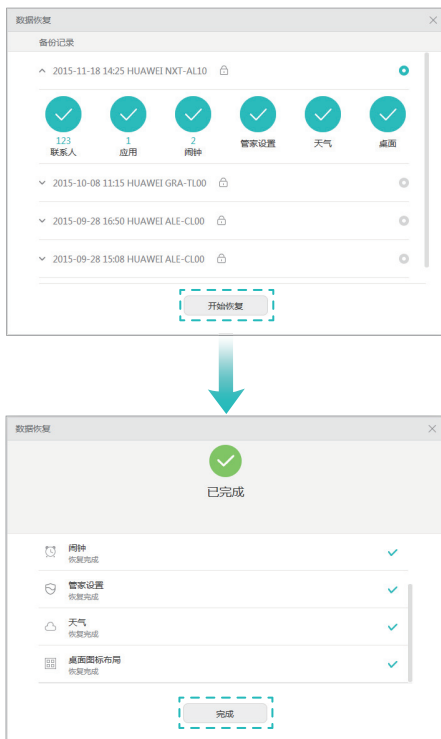 数据恢复
备份记录
2015-11-18 14:25 HUAWEI NXT-AL10
123 1 2
联系人 应用 闹钟 管家设置 天气 桌面
2015-10-08 11:15 HUAWEI GRA-TL00
2015-09-28 16:50 HUAWEI ALE-CL00
2015-09-28 15:08 HUAWEI ALE-CL00
开始恢复
数据恢复
已完成
闹钟
恢复完成
管家设置
恢复完成
天气
恢复完成
桌面图标布局
恢复完成
完成